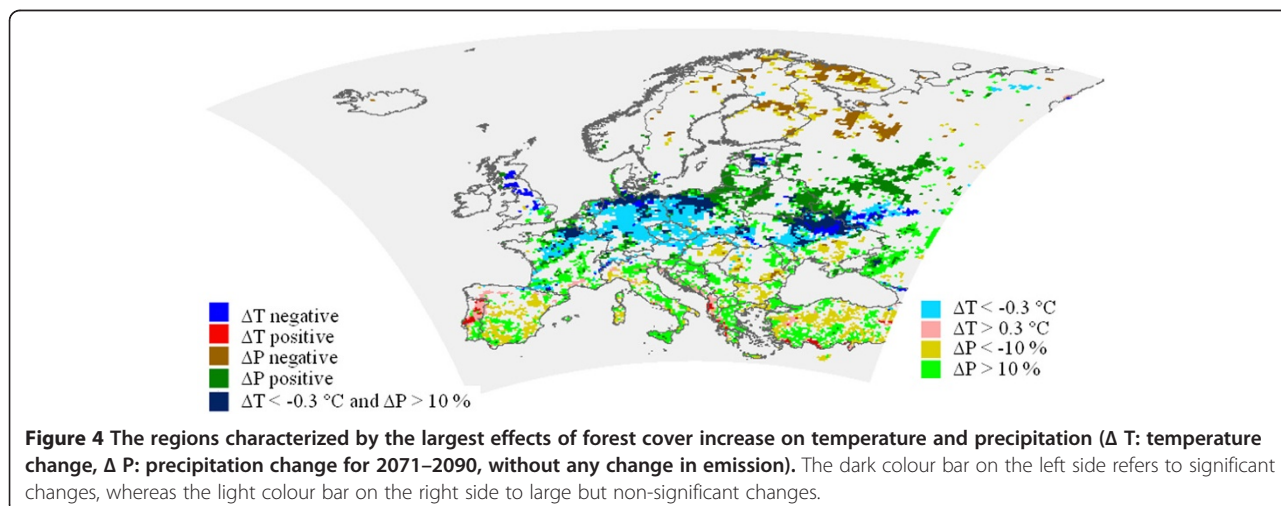 ΔT negative
ΔT positive
ΔP negative
ΔP positive
ΔT < -0.3 °C and ΔP > 10 %
ΔT < -0.3 °C
ΔT > 0.3 °C
ΔP < -10 %
ΔP > 10 %
Figure 4 The regions characterized by the largest effects of forest cover increase on temperature and precipitation (Δ T: temperature
change, Δ P: precipitation change for 2071–2090, without any change in emission). The dark colour bar on the left side refers to significant
changes, whereas the light colour bar on the right side to large but non-significant changes.